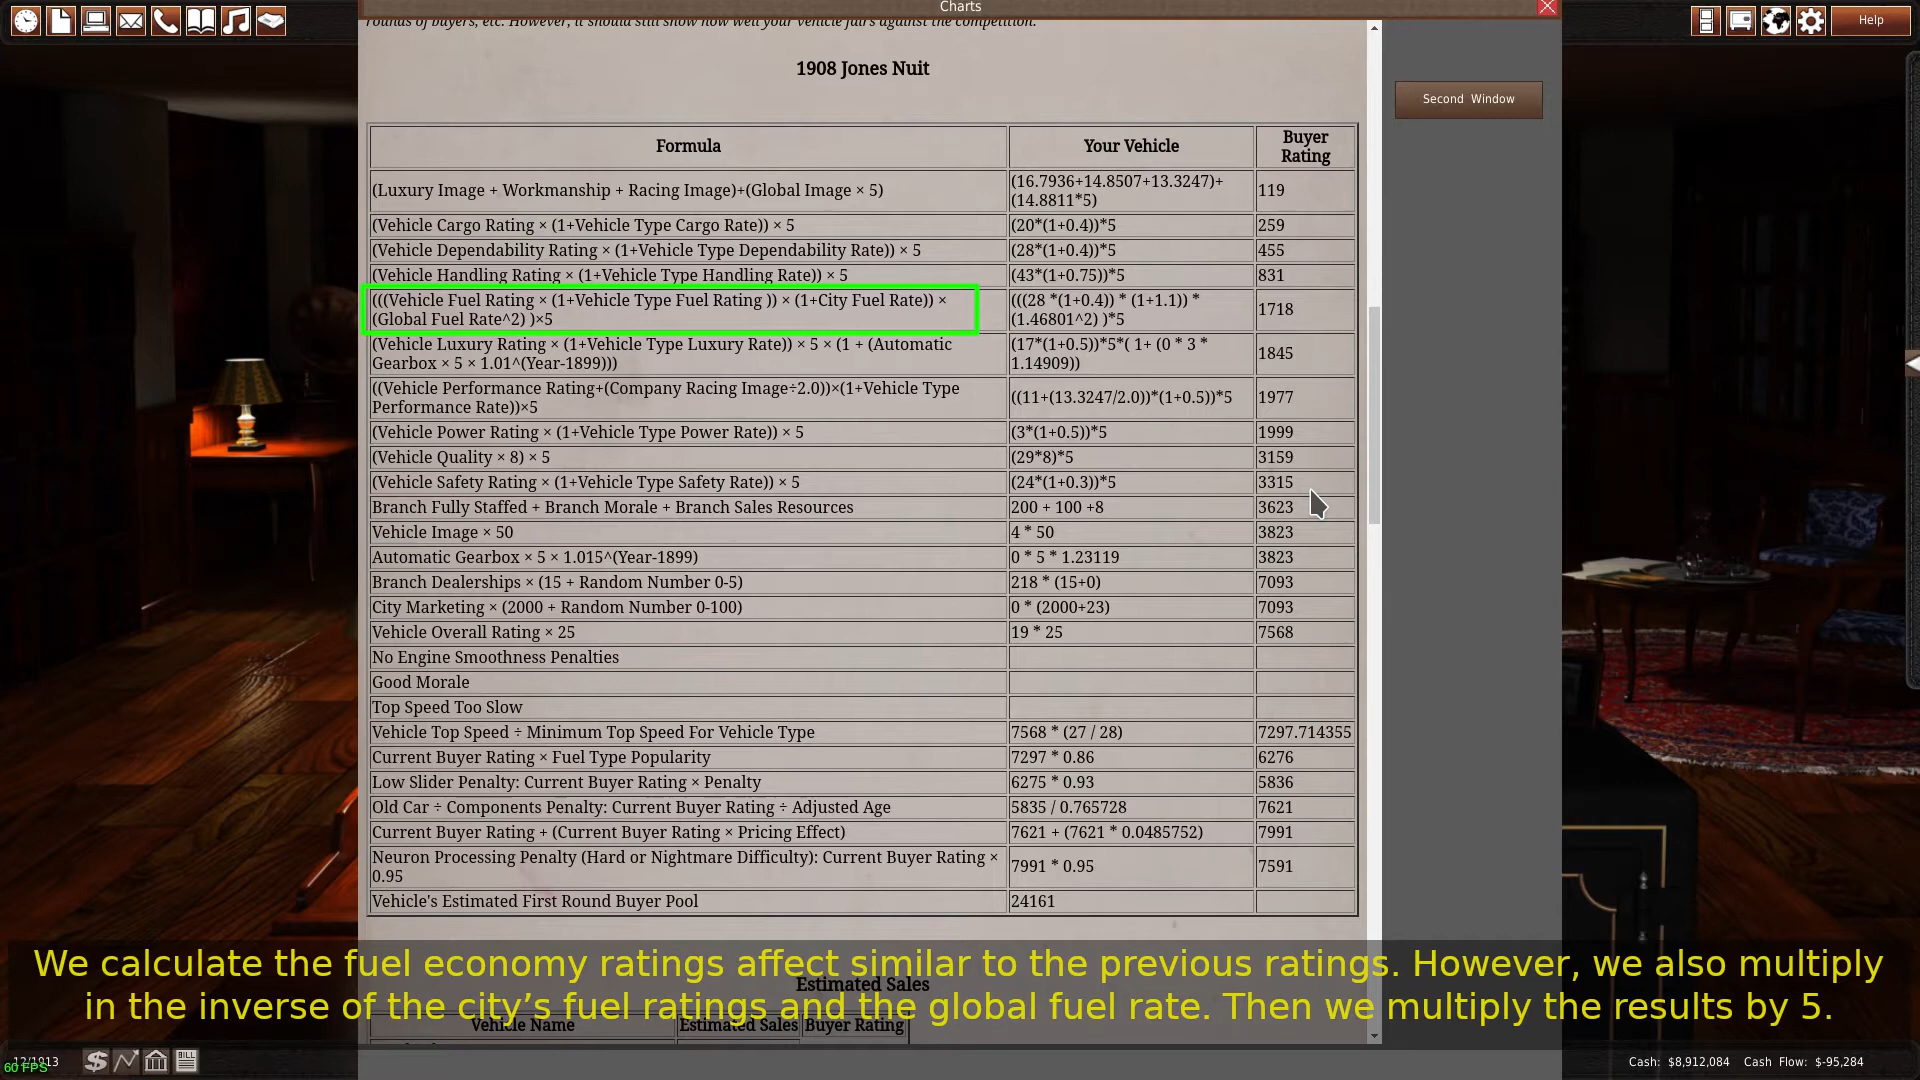 Charts
Help
rounds of buyers, etc. However, it should still show how well your vehicle fairs against the competition.
1908 Jones Nuit
Second Window
Formula Your Vehicle Buyer Rating
(Luxury Image + Workmanship + Racing Image)+(Global Image × 5) (16.7936+14.8507+13.3247)+ (14.8811*5) 119
(Vehicle Cargo Rating × (1+Vehicle Type Cargo Rate)) × 5 (20*(1+0.4))*5 259
(Vehicle Dependability Rating × (1+Vehicle Type Dependability Rate)) × 5 (28*(1+0.4))*5 455
(Vehicle Handling Rating × (1+Vehicle Type Handling Rate)) × 5 (43*(1+0.75))*5 831
(((Vehicle Fuel Rating × (1+Vehicle Type Fuel Rating )) × (1+City Fuel Rate)) × (Global Fuel Rate^2) )×5 (((28 *(1+0.4)) * (1+1.1)) * (1.46801^2) )*5 1718
(Vehicle Luxury Rating × (1+Vehicle Type Luxury Rate)) × 5 × (1 + (Automatic Gearbox × 5 × 1.01^(Year-1899))) (17*(1+0.5))*5*( 1+ (0 * 3 * 1.14909)) 1845
((Vehicle Performance Rating+(Company Racing Image÷2.0))×(1+Vehicle Type Performance Rate))×5 ((11+(13.3247/2.0))*(1+0.5))*5 1977
(Vehicle Power Rating × (1+Vehicle Type Power Rate)) × 5 (3*(1+0.5))*5 1999
(Vehicle Quality × 8) × 5 (29*8)*5 3159
(Vehicle Safety Rating × (1+Vehicle Type Safety Rate)) × 5 (24*(1+0.3))*5 3315
Branch Fully Staffed + Branch Morale + Branch Sales Resources 200 + 100 +8 3623
Vehicle Image × 50 4 * 50 3823
Automatic Gearbox × 5 × 1.015^(Year-1899) 0 * 5 * 1.23119 3823
Branch Dealerships × (15 + Random Number 0-5) 218 * (15+0) 7093
City Marketing × (2000 + Random Number 0-100) 0 * (2000+23) 7093
Vehicle Overall Rating × 25 19 * 25 7568
No Engine Smoothness Penalties
Good Morale
Top Speed Too Slow
Vehicle Top Speed ÷ Minimum Top Speed For Vehicle Type 7568 * (27 / 28) 7297.714355
Current Buyer Rating × Fuel Type Popularity 7297 * 0.86 6276
Low Slider Penalty: Current Buyer Rating × Penalty 6275 * 0.93 5836
Old Car ÷ Components Penalty: Current Buyer Rating ÷ Adjusted Age 5835 / 0.765728 7621
Current Buyer Rating + (Current Buyer Rating × Pricing Effect) 7621 + (7621 * 0.0485752) 7991
Neuron Processing Penalty (Hard or Nightmare Difficulty): Current Buyer Rating × 0.95 7991 * 0.95 7591
Vehicle's Estimated First Round Buyer Pool 24161
We calculate the fuel economy ratings affect similar to the previous ratings. However, we also multiply
Estimated Sales
in the inverse of the city’s fuel ratings and the global fuel rate. Then we multiply the results by 5.
Vehicle Name Estimated Sales Buyer Rating
12/1913
60 FPS
BILL
Cash: $8,912,084 Cash Flow: $-95,284